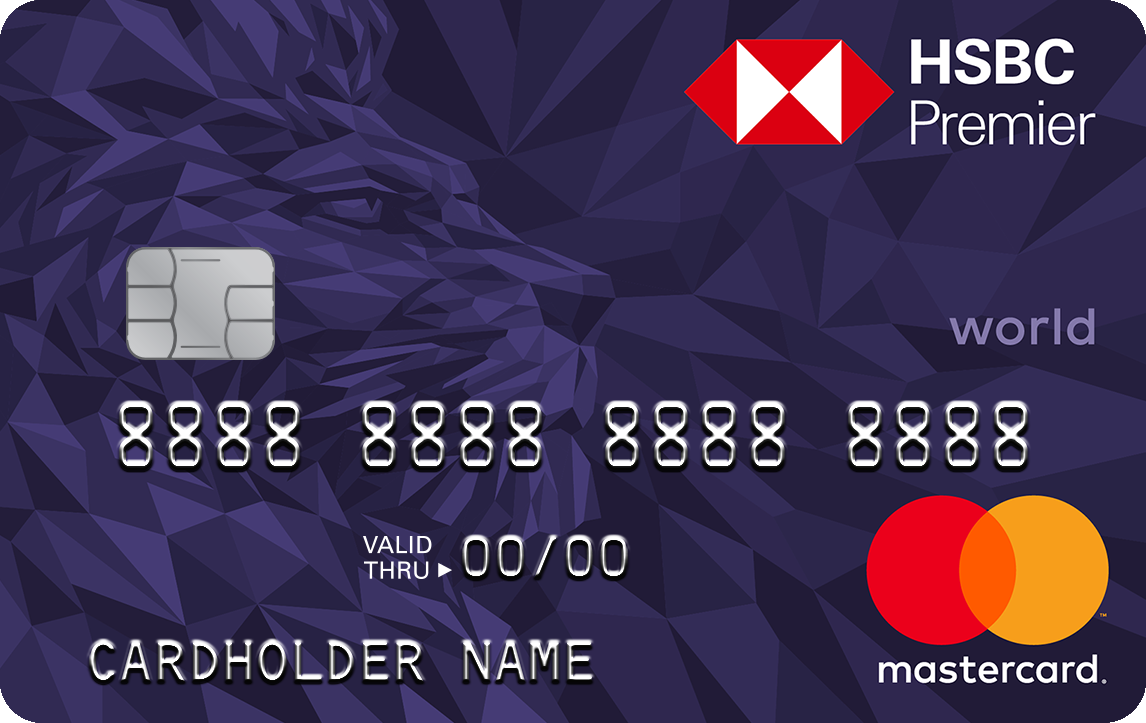 HSBC
Premier
world
8888 8888 8888 8888
VALID
THRU ▶ 00/00
CARDHOLDER NAME
mastercard.